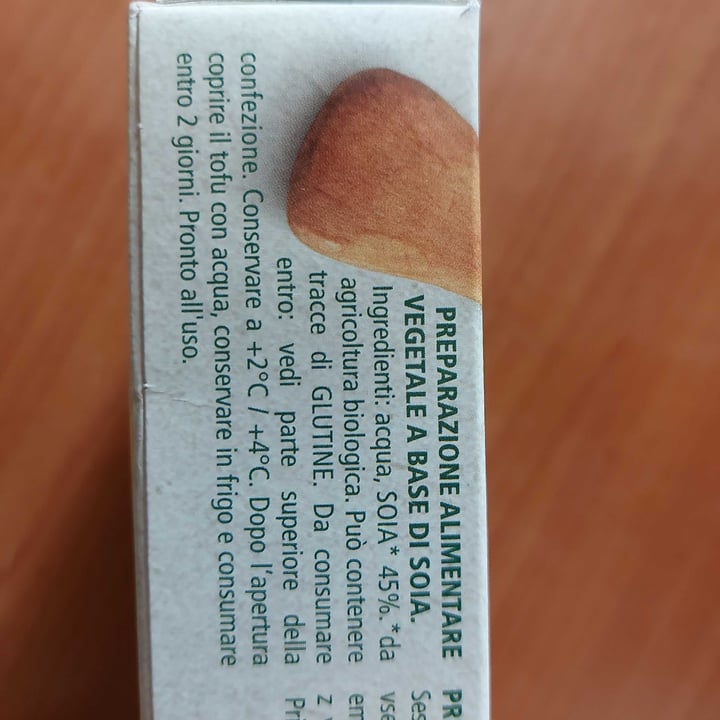 PREPARAZIONE ALIMENTARE
VEGETALE A BASE DI SOIA.
Ingredienti: acqua, SOIA* 45%. *da
agricoltura biologica. Può contenere
tracce di GLUTINE. Da consumare
entro: vedi parte superiore della
confezione. Conservare a +2°C / +4°C. Dopo l'apertura
coprire il tofu con acqua, conservare in frigo e consumare
entro 2 giorni. Pronto all'uso.